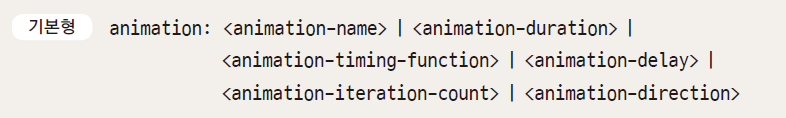 기본형 animation: <animation-name> | <animation-duration> |
<animation-timing-function> | <animation-delay> |
<animation-iteration-count> | <animation-direction>